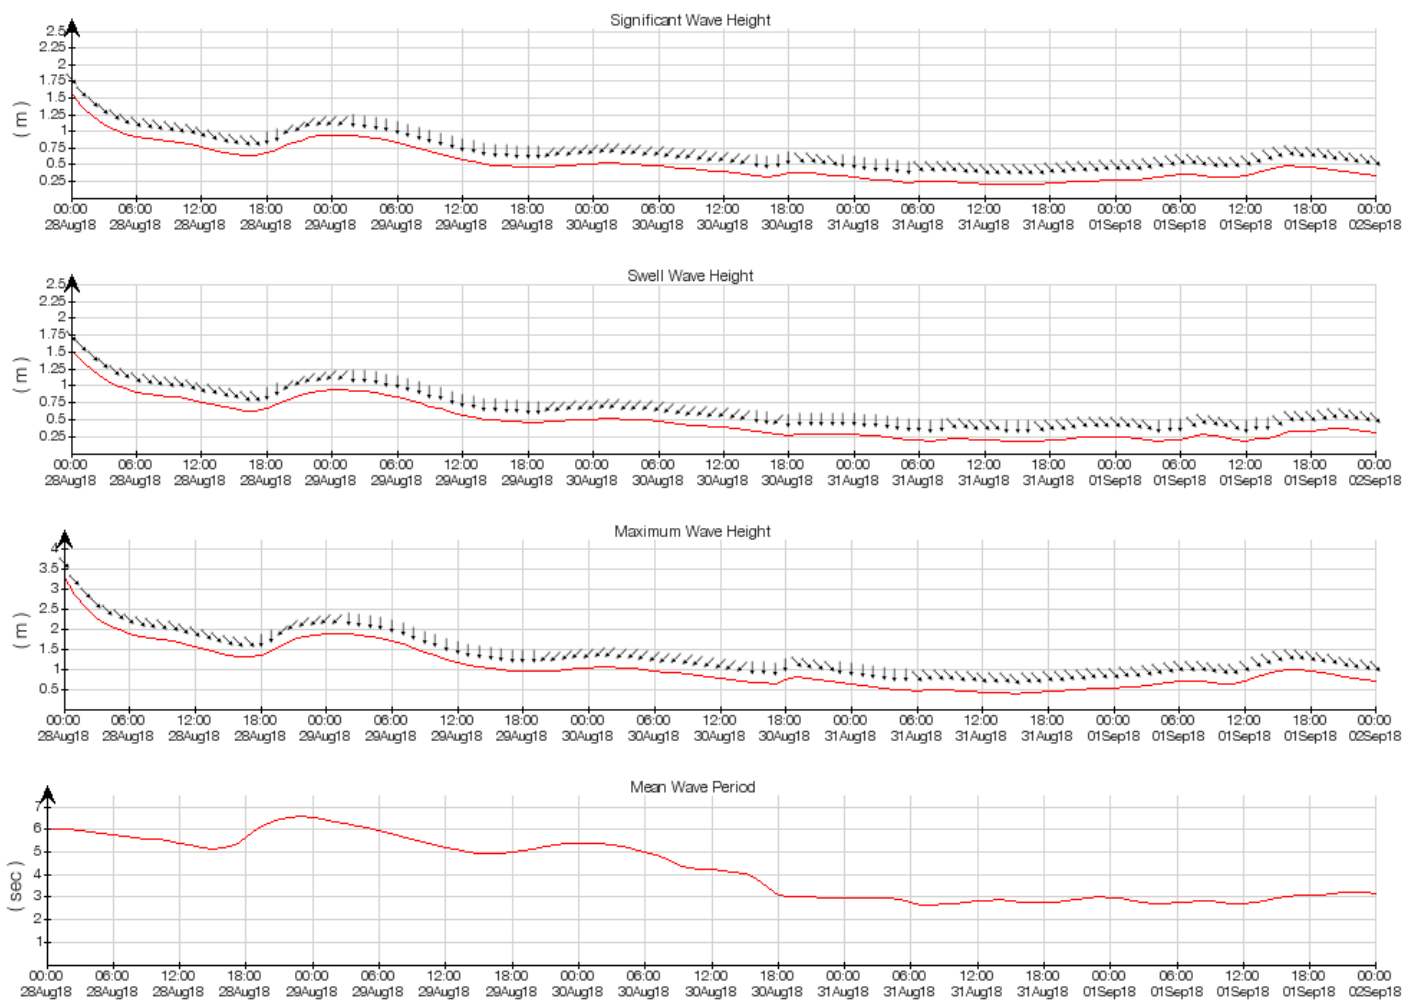 Significant Wave Height
( m )
2.5
2.25
2
1.75
1.5
1.25
1
0.75
0.5
0.25
00:00 06:00 12:00 18:00 00:00 06:00 12:00 18:00 00:00 06:00 12:00 18:00 00:00 06:00 12:00 18:00 00:00 06:00 12:00 18:00 00:00
28Aug18 28Aug18 28Aug18 28Aug18 29Aug18 29Aug18 29Aug18 29Aug18 30Aug18 30Aug18 30Aug18 30Aug18 31Aug18 31Aug18 31Aug18 31Aug18 01Sep18 01Sep18 01Sep18 01Sep18 02Sep18
Swell Wave Height
( m )
2.5
2.25
2
1.75
1.5
1.25
1
0.75
0.5
0.25
00:00 06:00 12:00 18:00 00:00 06:00 12:00 18:00 00:00 06:00 12:00 18:00 00:00 06:00 12:00 18:00 00:00 06:00 12:00 18:00 00:00
28Aug18 28Aug18 28Aug18 28Aug18 29Aug18 29Aug18 29Aug18 29Aug18 30Aug18 30Aug18 30Aug18 30Aug18 31Aug18 31Aug18 31Aug18 31Aug18 01Sep18 01Sep18 01Sep18 01Sep18 02Sep18
Maximum Wave Height
( m )
4
3.5
3
2.5
2
1.5
1
0.5
00:00 06:00 12:00 18:00 00:00 06:00 12:00 18:00 00:00 06:00 12:00 18:00 00:00 06:00 12:00 18:00 00:00 06:00 12:00 18:00 00:00
28Aug18 28Aug18 28Aug18 28Aug18 29Aug18 29Aug18 29Aug18 29Aug18 30Aug18 30Aug18 30Aug18 30Aug18 31Aug18 31Aug18 31Aug18 31Aug18 01Sep18 01Sep18 01Sep18 01Sep18 02Sep18
Mean Wave Period
( sec )
7
6
5
4
3
2
1
00:00 06:00 12:00 18:00 00:00 06:00 12:00 18:00 00:00 06:00 12:00 18:00 00:00 06:00 12:00 18:00 00:00 06:00 12:00 18:00 00:00
28Aug18 28Aug18 28Aug18 28Aug18 29Aug18 29Aug18 29Aug18 29Aug18 30Aug18 30Aug18 30Aug18 30Aug18 31Aug18 31Aug18 31Aug18 31Aug18 01Sep18 01Sep18 01Sep18 01Sep18 02Sep18